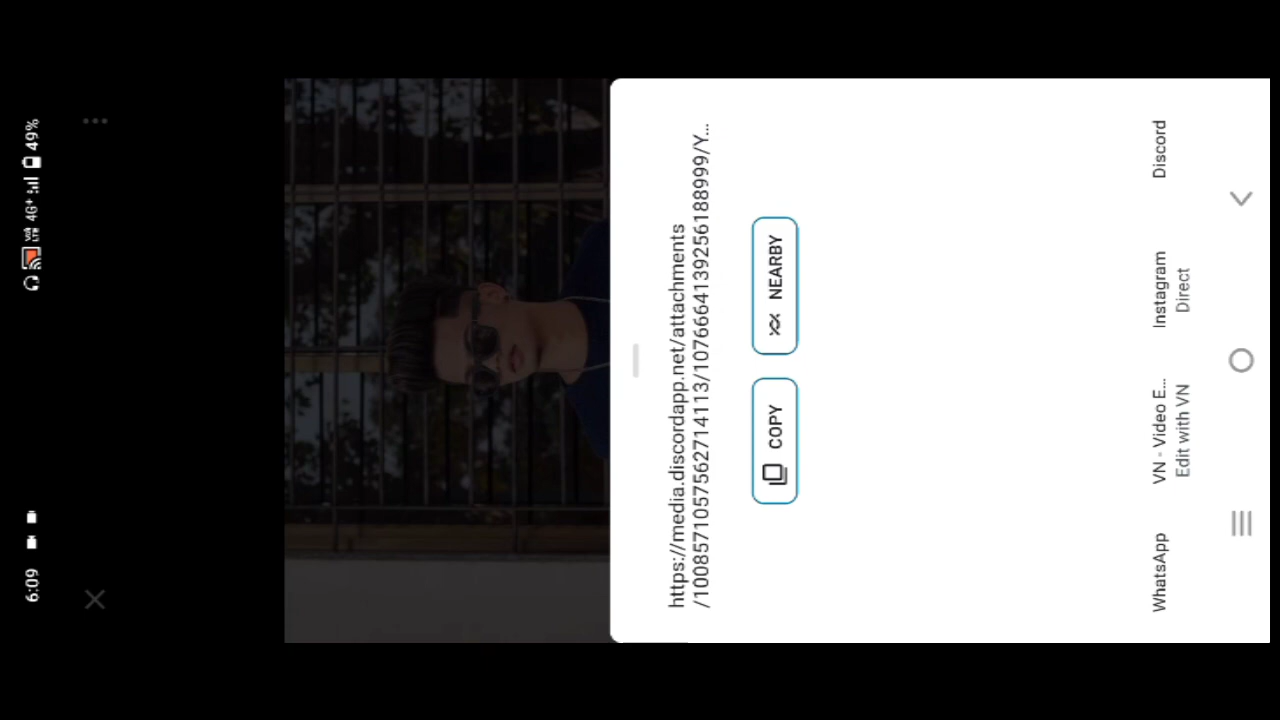 6:09
4G+ 49%
https://media.discordapp.net/attachments
/1008571057562714113/1076664139256188999/Y...
COPY
NEARBY
WhatsApp
VN - Video E...
Edit with VN
Instagram
Direct
Discord